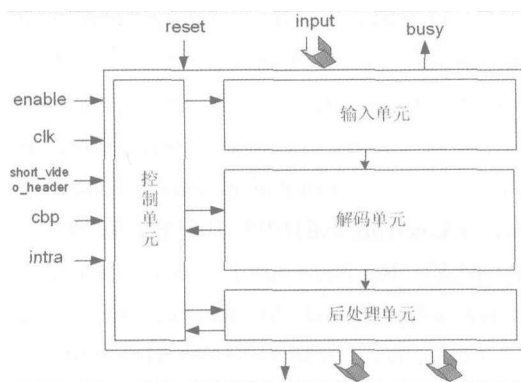 reset
input
busy
enable
clk
short_vide
o_header
cbp
intra
控制单元
输入单元
解码单元
后处理单元